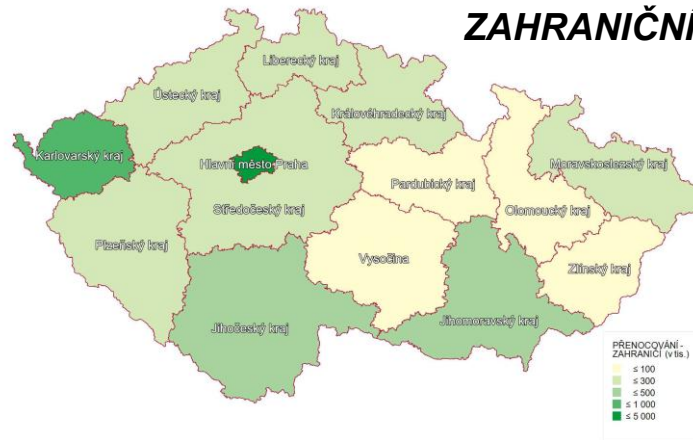 ZAHRANIČNÍ
Liberecký kraj
Ústecký kraj
Královéhradecký kraj
Karlovarský kraj
Hlavní město Praha
Moravskoslezský kraj
Pardubický kraj
Středočeský kraj
Olomoucký kraj
Plzeňský kraj
Vysočina
Zlínský kraj
Jihočeský kraj
Jihomoravský kraj
PŘENOCOVÁNÍ -
ZAHRANIČÍ (v tis.)
≤ 100
≤ 300
≤ 500
≤ 1 000
≤ 5 000